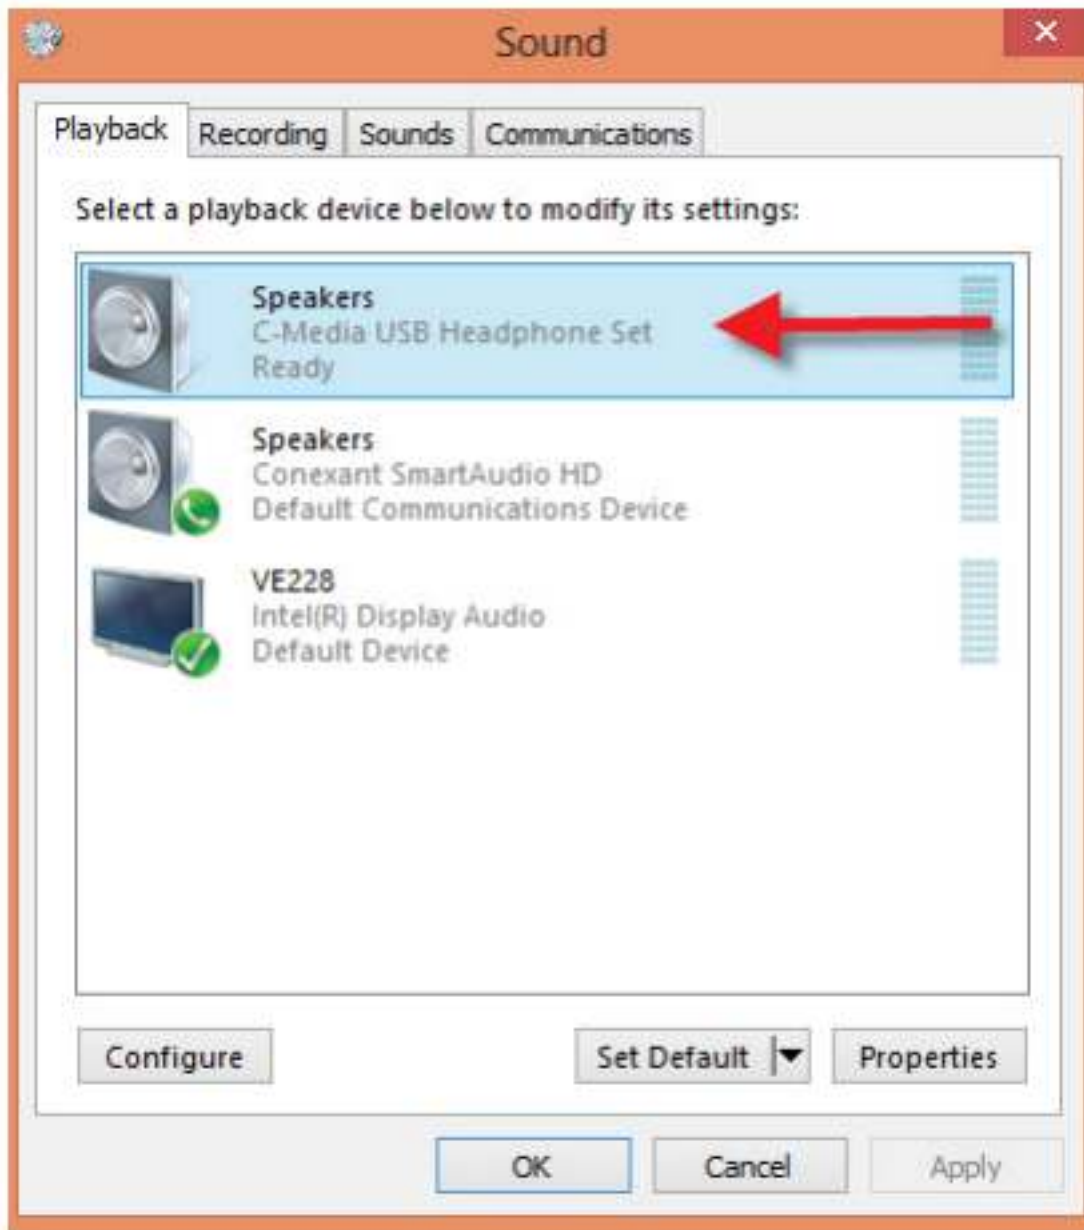 Sound
Playback Recording Sounds Communications
Select a playback device below to modify its settings:
Speakers
C-Media USB Headphone Set
Ready
Speakers
Conexant SmartAudio HD
Default Communications Device
VE228
Intel(R) Display Audio
Default Device
Configure Set Default Properties
OK Cancel Apply